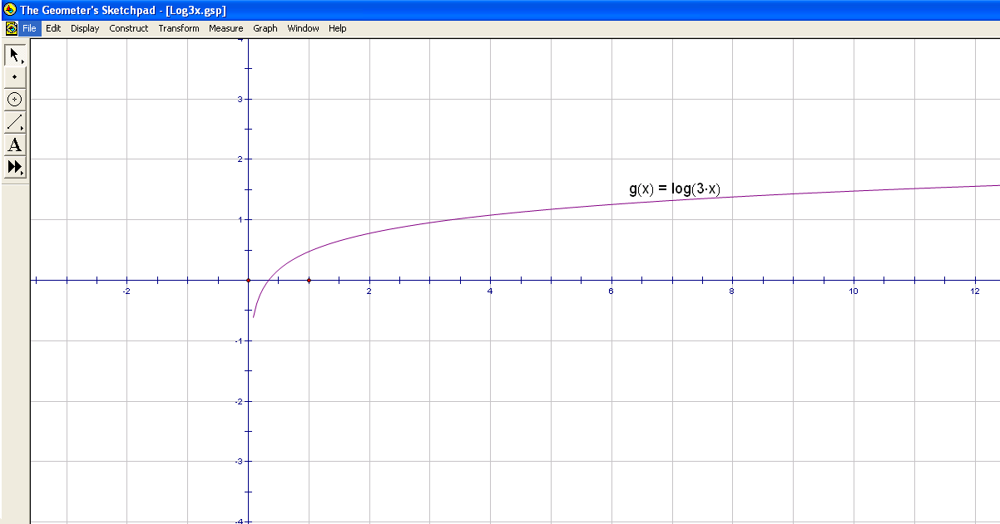 The Geometer's Sketchpad - [Log3x.gsp]
File Edit Display Construct Transform Measure Graph Window Help
A
4
3
2
g(x) = log(3·x)
1
-2 2 4 6 8 10 12
-1
-2
-3
-4